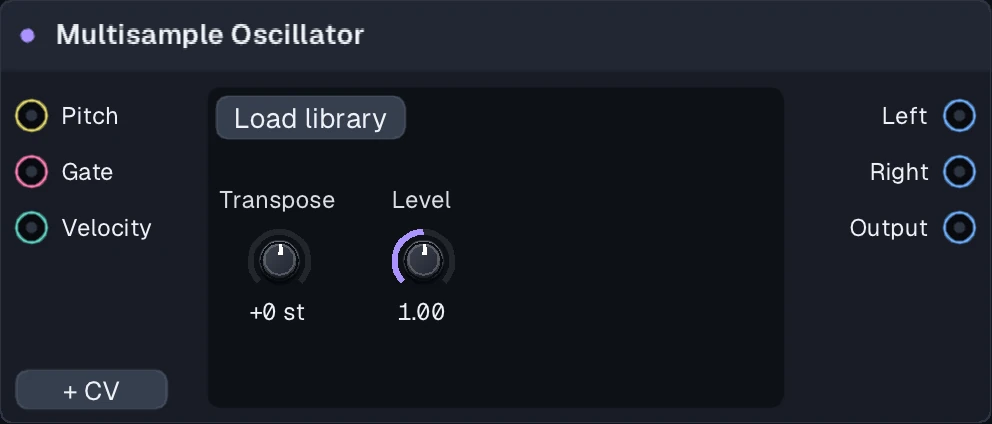 Multisample Oscillator
Pitch
Gate
Velocity
+ CV
Load library
Transpose
Level
+0 st
1.00
Left
Right
Output